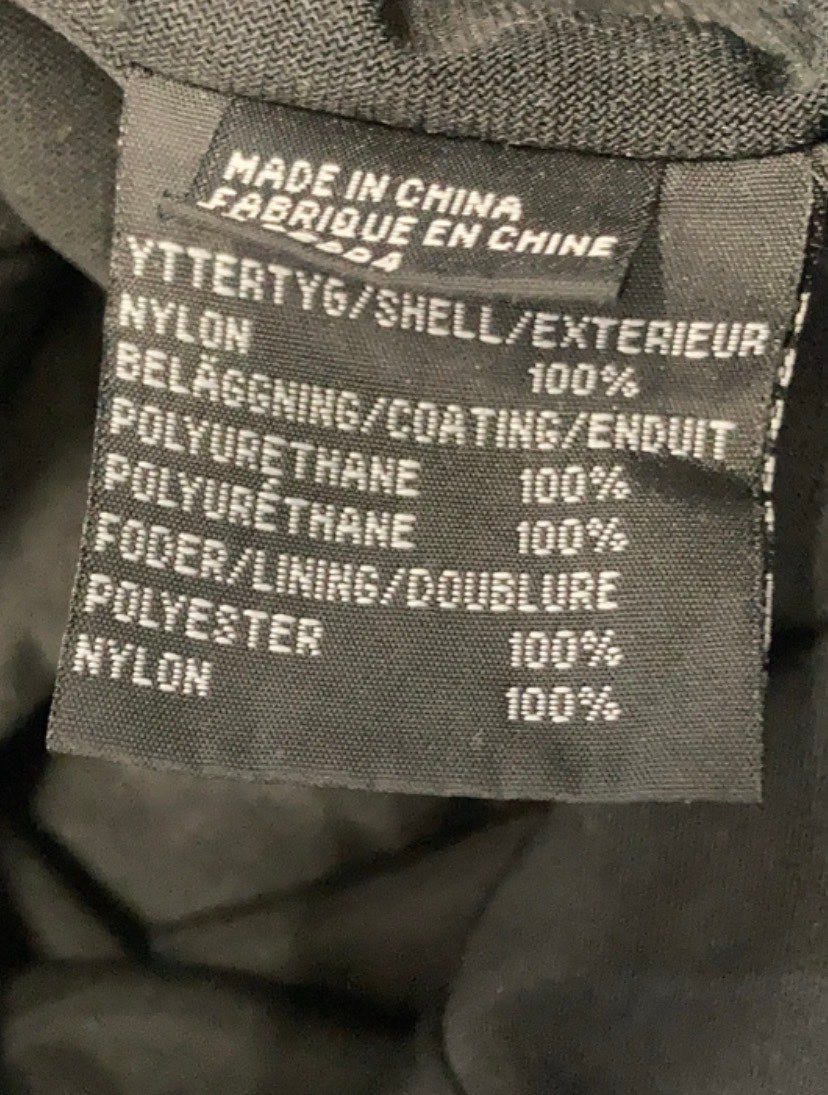 MADE IN CHINA
FABRIQUE EN CHINE
YTTERTYG/SHELL/EXTERIEUR
NYLON 100%
BELÄGGNING/COATING/ENDUIT
POLYURETHANE 100%
POLYURÉTHANE 100%
FODER/LINING/DOUBLURE
POLYESTER 100%
NYLON 100%